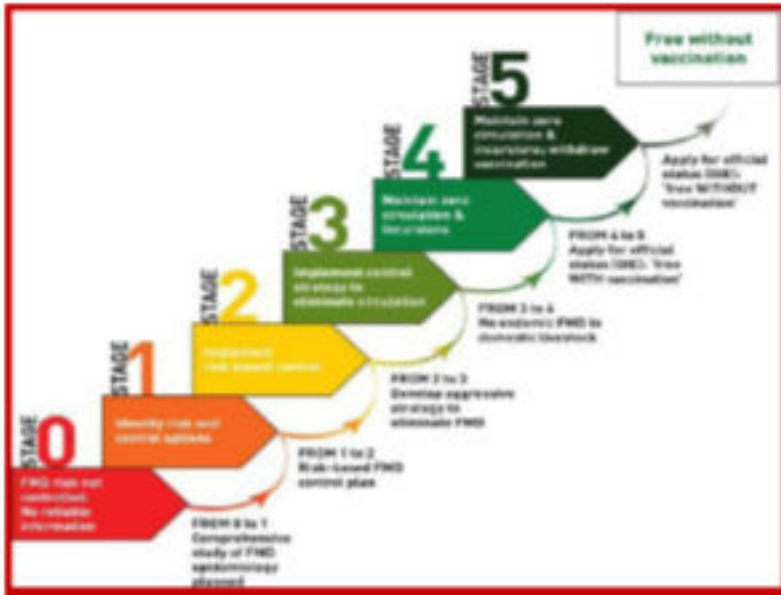 Free without
vaccination
STAGE 5
Maintain zero
circulation &
incursions; withdraw
vaccination
Apply for official
status (OIE):
'free WITHOUT
vaccination'
STAGE 4
Maintain zero
circulation &
incursions
FROM 4 to 5
Apply for official
status (OIE): 'free
WITH vaccination'
STAGE 3
Implement control
strategy to
eliminate circulation
FROM 3 to 4
No endemic FMD in
domestic livestock
STAGE 2
Implement
risk-based control
FROM 2 to 3
Develop aggressive
strategy to
eliminate FMD
STAGE 1
Identify risk and
control options
FROM 1 to 2
Risk-based FMD
control plan
STAGE 0
FMD risk not
controlled.
No reliable
information
FROM 0 to 1
Comprehensive
study of FMD
epidemiology
planned